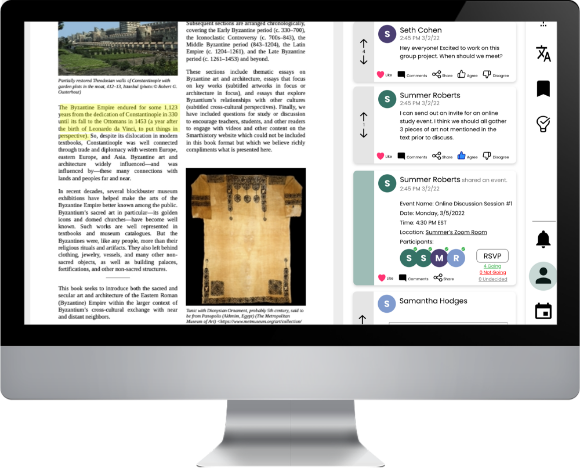 Partially restored Theodosian walls of Constantinople with
garden plots in the moat, 412–13, Istanbul (photo: © Robert G.
Ousterhout)
The Byzantine Empire endured for some 1,123
years from the dedication of Constantinople in 330
until its fall to the Ottomans in 1453 (a year after
the birth of Leonardo da Vinci, to put things in
perspective). So, despite its dislocation in modern
textbooks, Constantinople was well connected
through trade and diplomacy with western Europe,
eastern Europe, and Asia. Byzantine art and
architecture widely influenced—and was
influenced by—these many connections with
lands and peoples far and near.
In recent decades, several blockbuster museum
exhibitions have helped make the arts of the
Byzantine Empire better known among the public.
Byzantium's sacred art in particular—its golden
icons and domed churches—have become well
known. Such works are well represented in
textbooks and museum catalogues. But the
Byzantines were, like any people, more than their
religious rituals and artifacts. They also left behind
clothing, jewelry, vessels, and many other non-
sacred objects, as well as building palaces,
fortifications, and other non-sacred structures.
This book seeks to introduce both the sacred and
secular art and architecture of the Eastern Roman
(Byzantine) Empire within the larger context of
Byzantium's cross-cultural exchange with near
and distant neighbors.
Subsequent sections are arranged chronologically,
covering the Early Byzantine period (c. 330–700),
the Iconoclastic Controversy (c. 700s–843), the
Middle Byzantine period (843–1204), the Latin
Empire (c. 1204–1261), and the Late Byzantine
period (c. 1261–1453) and beyond.
These sections include thematic essays on
Byzantine art and architecture, essays that focus
on key works (subtitled artworks in focus or
architecture in focus), and essays that explore
Byzantium's relationships with other cultures
(subtitled cross-cultural perspectives). Finally, we
have included questions for study or discussion
to encourage teachers, students, and other readers
to engage with videos and other content on the
Smarthistory website which could not be included
in this book format but which we believe richly
compliments what is presented here.
Tunic with Dionysian Ornament, probably 5th century, said to
be from Panopolis (Akhmim, Egypt) (The Metropolitan
Museum of Art) <https://www.metmuseum.org/art/collection/
S
Seth Cohen
2:45 PM 3/2/22
Hey everyone! Excited to work on this
group project. When should we meet?
Like Comments Share Agree Disagree
S
Summer Roberts
2:45 PM 3/2/22
I can send out an invite for an online
study event. I think we should all gather
3 pieces of art not mentioned in the
text prior to discuss.
Like Comments Share Agree Disagree
S
Summer Roberts shared an event.
2:45 PM 3/2/22
Event Name: Online Discussion Session #1
Date: Monday, 3/5/2022
Time: 4:30 PM EST
Location: Summer's Zoom Room
Participants:
S S M R
RSVP
4 Going
2 Not Going
0 Undecided
Like Comments Share
S
Samantha Hodges